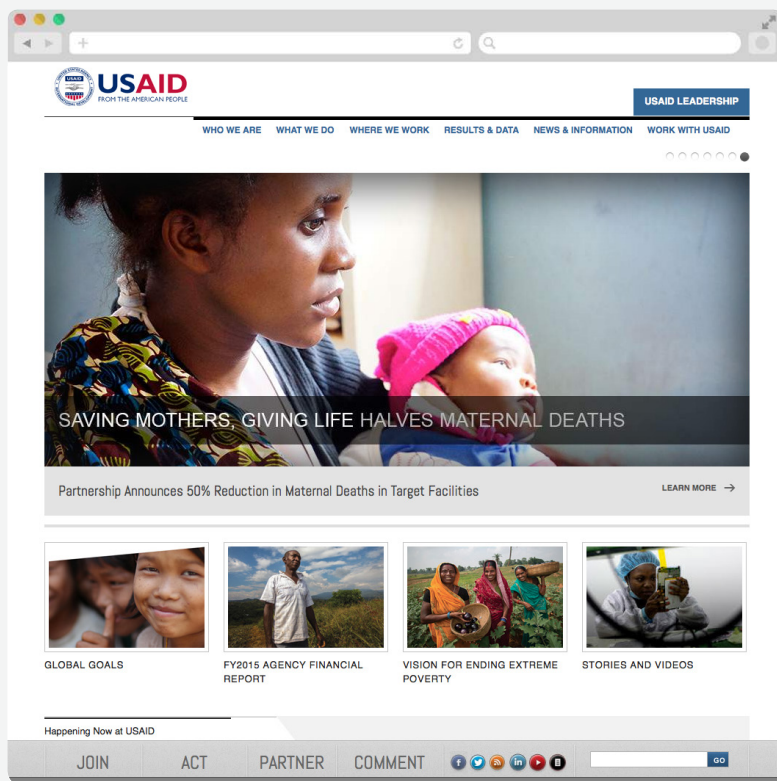 USAID
FROM THE AMERICAN PEOPLE
USAID LEADERSHIP
WHO WE ARE WHAT WE DO WHERE WE WORK RESULTS & DATA NEWS & INFORMATION WORK WITH USAID
SAVING MOTHERS, GIVING LIFE HALVES MATERNAL DEATHS
Partnership Announces 50% Reduction in Maternal Deaths in Target Facilities
LEARN MORE →
GLOBAL GOALS
FY2015 AGENCY FINANCIAL
REPORT
VISION FOR ENDING EXTREME
POVERTY
STORIES AND VIDEOS
Happening Now at USAID
JOIN ACT PARTNER COMMENT GO